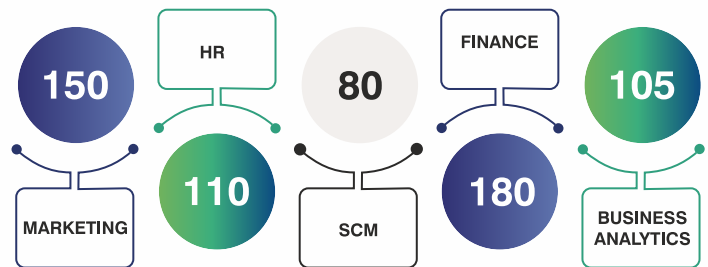 150
MARKETING
HR
110
80
SCM
FINANCE
180
105
BUSINESS
ANALYTICS